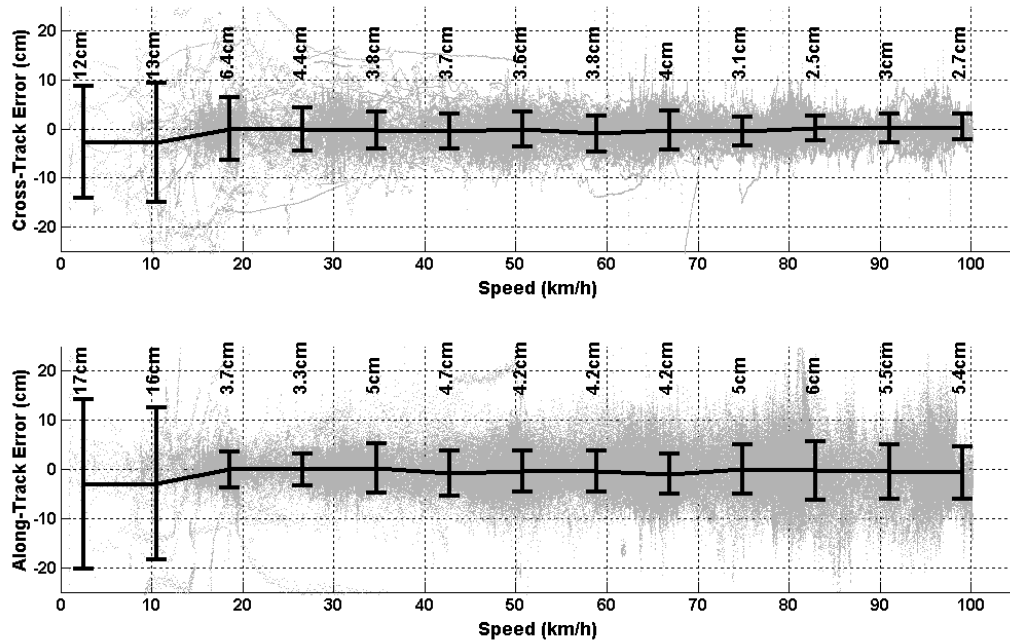 20
10
0
-10
-20
Cross-Track Error (cm)
12cm
13cm
6.4cm
4.4cm
3.8cm
3.7cm
3.6cm
3.8cm
4cm
3.1cm
2.5cm
3cm
2.7cm
0 10 20 30 40 50 60 70 80 90 100
Speed (km/h)
20
10
0
-10
-20
Along-Track Error (cm)
17cm
16cm
3.7cm
3.3cm
5cm
4.7cm
4.2cm
4.2cm
4.2cm
5cm
6cm
5.5cm
5.4cm
0 10 20 30 40 50 60 70 80 90 100
Speed (km/h)